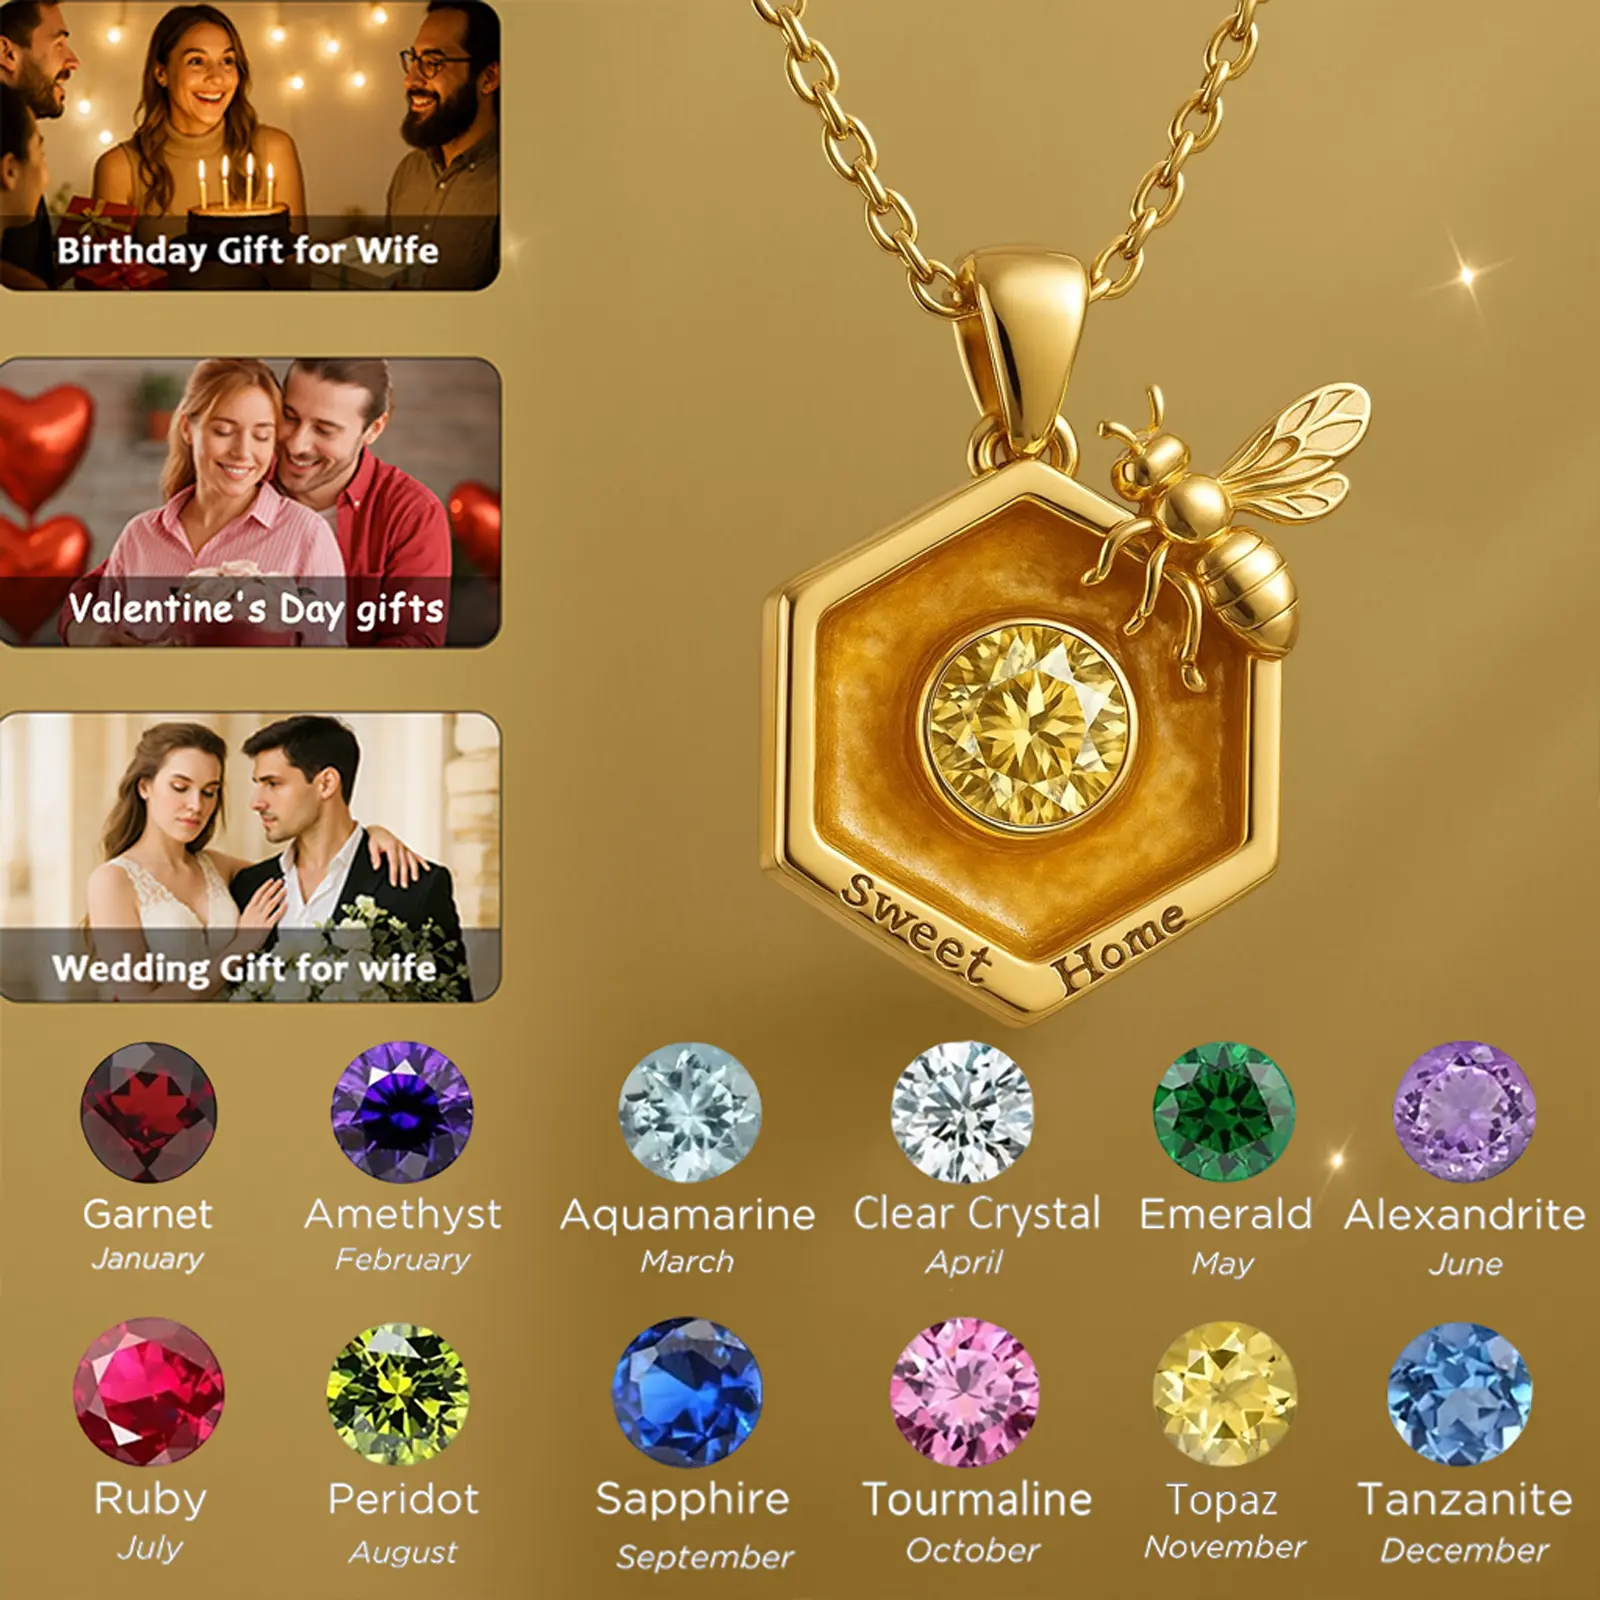 Birthday Gift for Wife
Valentine's Day gifts
Wedding Gift for wife
Sweet Home
Garnet
January
Amethyst
February
Aquamarine
March
Clear Crystal
April
Emerald
May
Alexandrite
June
Ruby
July
Peridot
August
Sapphire
September
Tourmaline
October
Topaz
November
Tanzanite
December